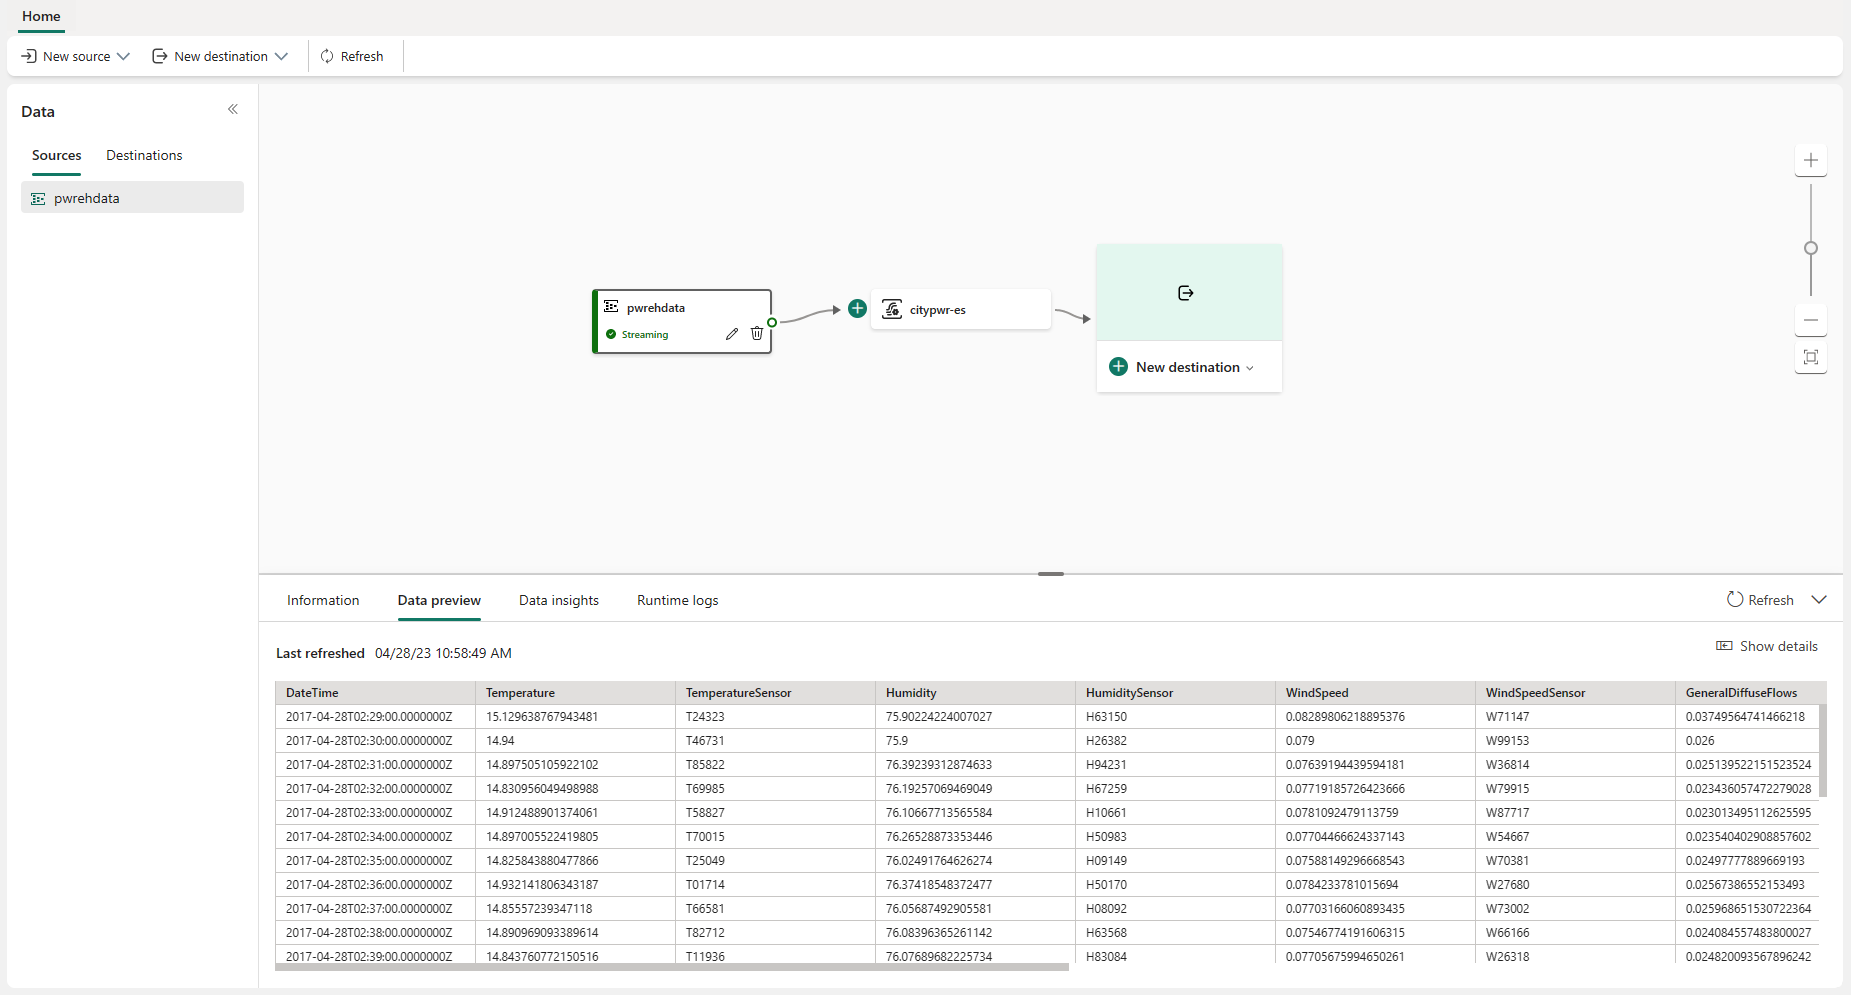 Home
New source
New destination
Refresh
Data
Sources
Destinations
pwrehdata
pwrehdata
Streaming
citypwr-es
New destination
Information
Data preview
Data insights
Runtime logs
Refresh
Last refreshed 04/28/23 10:58:49 AM
Show details
DateTime Temperature TemperatureSensor Humidity HumiditySensor WindSpeed WindSpeedSensor GeneralDiffuseFlows
2017-04-28T02:29:00.0000000Z 15.129638767943481 T24323 75.90224224007027 H63150 0.08289806218895376 W71147 0.03749564741466218
2017-04-28T02:30:00.0000000Z 14.94 T46731 75.9 H26382 0.079 W99153 0.026
2017-04-28T02:31:00.0000000Z 14.897505105922102 T85822 76.39239312874633 H94231 0.07639194439594181 W36814 0.025139522151523524
2017-04-28T02:32:00.0000000Z 14.830956049498988 T69985 76.19257069469049 H67259 0.07719185726423666 W79915 0.023436057472279028
2017-04-28T02:33:00.0000000Z 14.912488901374061 T58827 76.10677713565584 H10661 0.0781092479113759 W87717 0.023013495112625595
2017-04-28T02:34:00.0000000Z 14.897005522419805 T70015 76.26528873353446 H50983 0.07704466624337143 W54667 0.023540402908857602
2017-04-28T02:35:00.0000000Z 14.825843880477866 T25049 76.02491764626274 H09149 0.07588149296668543 W70381 0.02497777889669193
2017-04-28T02:36:00.0000000Z 14.932141806343187 T01714 76.37418548372477 H50170 0.0784233781015694 W27680 0.02567386552153493
2017-04-28T02:37:00.0000000Z 14.85557239347118 T66581 76.05687492905581 H08092 0.07703166060893435 W73002 0.025968651530722364
2017-04-28T02:38:00.0000000Z 14.890969093389614 T82712 76.08396365261142 H63568 0.07546774191606315 W66166 0.024084557483800027
2017-04-28T02:39:00.0000000Z 14.843760772150516 T11936 76.07689682225734 H83084 0.07705675994650261 W26318 0.024820093567896242